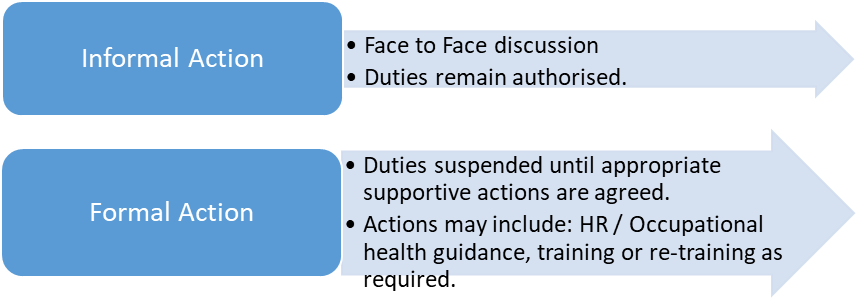 Informal Action
• Face to Face discussion
• Duties remain authorised.
Formal Action
• Duties suspended until appropriate
supportive actions are agreed.
• Actions may include: HR / Occupational
health guidance, training or re-training as
required.